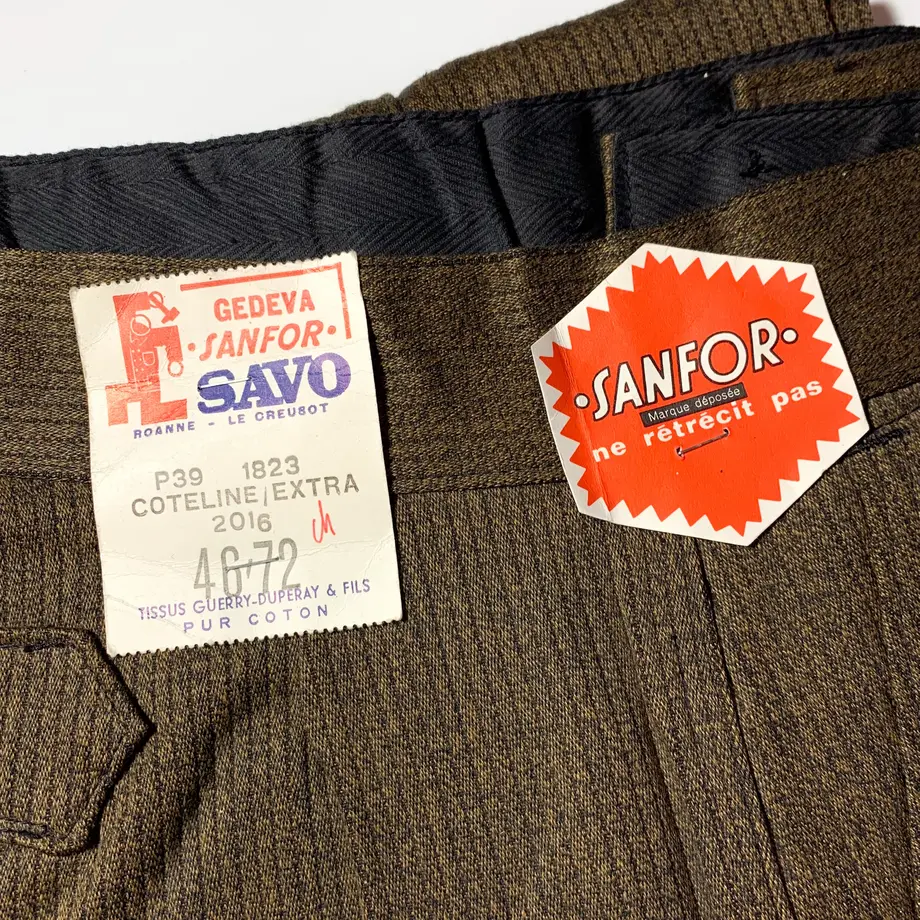 GEDEVA
·SANFOR·
SAVO
ROANNE - LE CREUSOT
P39 1823
COTELINE/EXTRA
2016
46-72
TISSUS GUERRY-DUPERAY & FILS
PUR COTON
·SANFOR·
Marque déposée
ne rétrécit pas